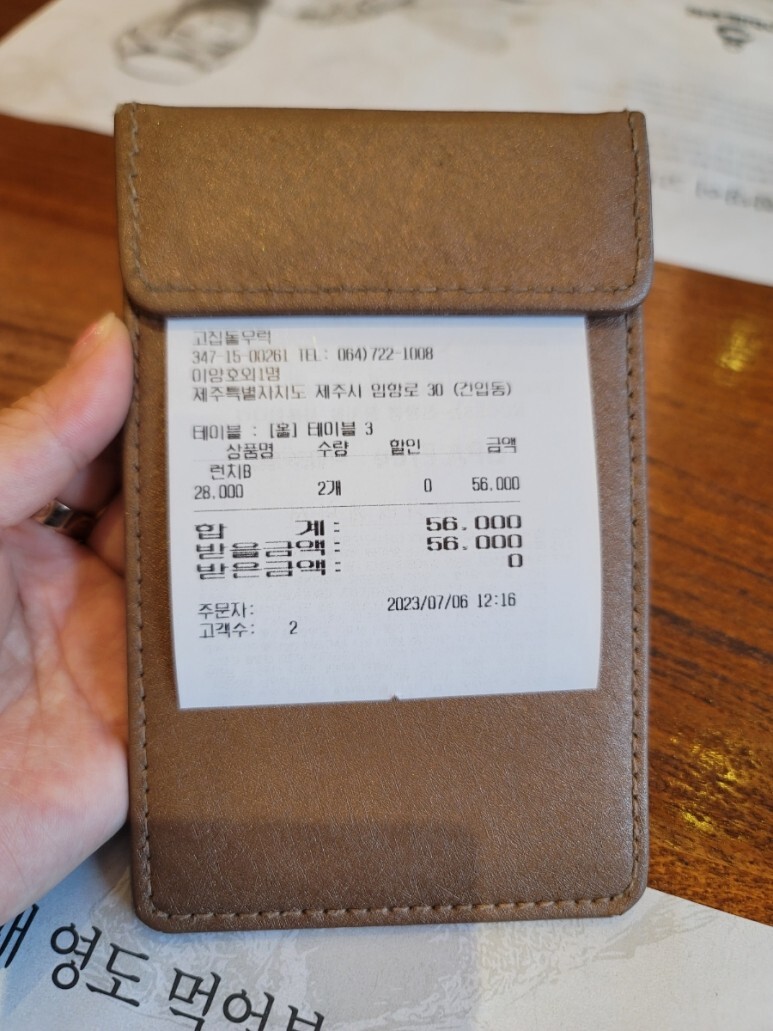 고집돌우럭
347-15-00261 TEL: 064)722-1008
이양호외1명
제주특별자치도 제주시 임항로 30 (건입동)
테이블 : [홀] 테이블 3
상품명 수량 할인 금액
런치B
28,000 2개 0 56,000
합 계: 56,000
받을금액: 56,000
받은금액: 0
주문자: 2023/07/06 12:16
고객수: 2
영도 먹어보